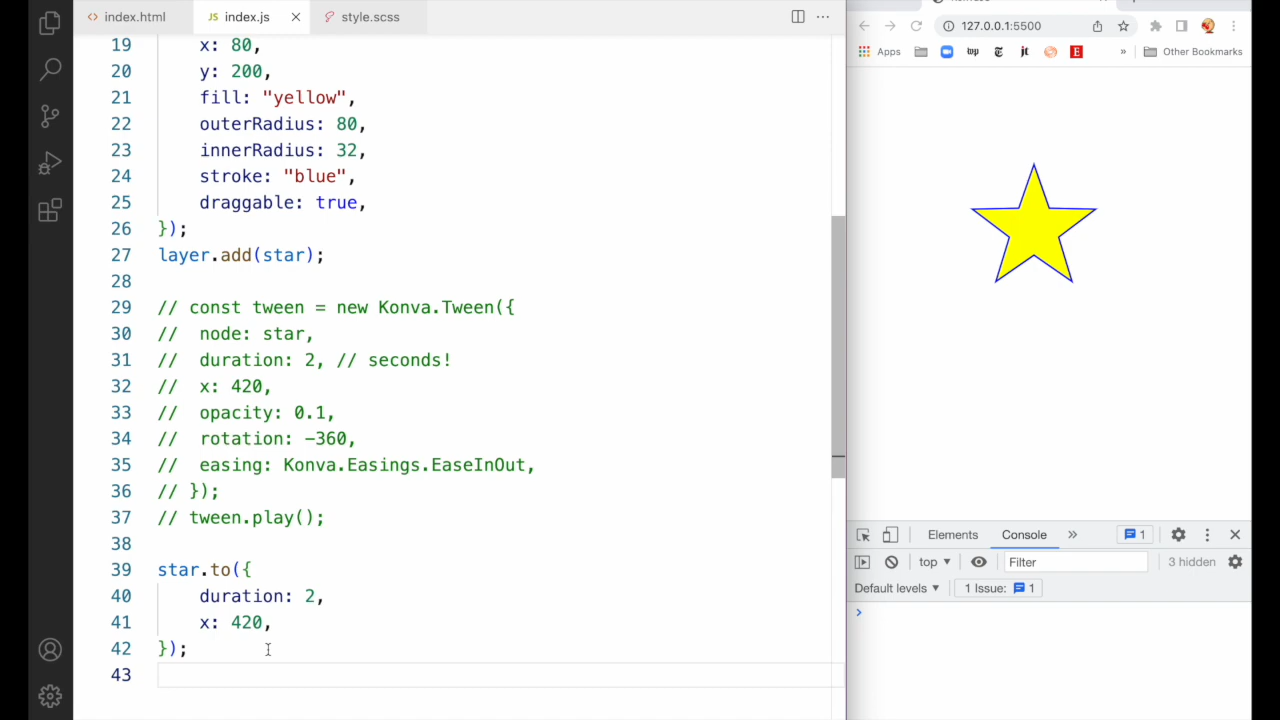 index.html
JS index.js
style.scss
127.0.0.1:5500
Apps
Other Bookmarks
19 x: 80,
20 y: 200,
21 fill: "yellow",
22 outerRadius: 80,
23 innerRadius: 32,
24 stroke: "blue",
25 draggable: true,
26 });
27 layer.add(star);
28
29 // const tween = new Konva.Tween({
30 // node: star,
31 // duration: 2, // seconds!
32 // x: 420,
33 // opacity: 0.1,
34 // rotation: -360,
35 // easing: Konva.Easings.EaseInOut,
36 // });
37 // tween.play();
38
39 star.to({
40 duration: 2,
41 x: 420,
42 });
43
Elements Console » 1
top ▾ Filter 3 hidden
Default levels ▾ 1 Issue: 1
>